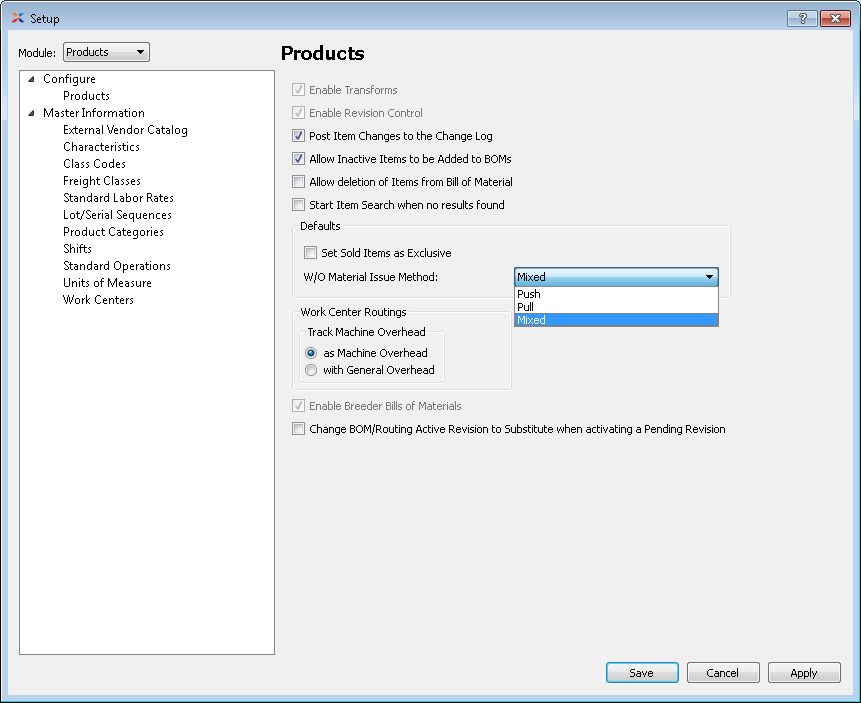 Setup
?
Module: Products
Products
Configure
Products
Master Information
External Vendor Catalog
Characteristics
Class Codes
Freight Classes
Standard Labor Rates
Lot/Serial Sequences
Product Categories
Shifts
Standard Operations
Units of Measure
Work Centers
Enable Transforms
Enable Revision Control
Post Item Changes to the Change Log
Allow Inactive Items to be Added to BOMs
Allow deletion of Items from Bill of Material
Start Item Search when no results found
Defaults
Set Sold Items as Exclusive
W/O Material Issue Method: Mixed
Push
Pull
Mixed
Work Center Routings
Track Machine Overhead
as Machine Overhead
with General Overhead
Enable Breeder Bills of Materials
Change BOM/Routing Active Revision to Substitute when activating a Pending Revision
Save Cancel Apply